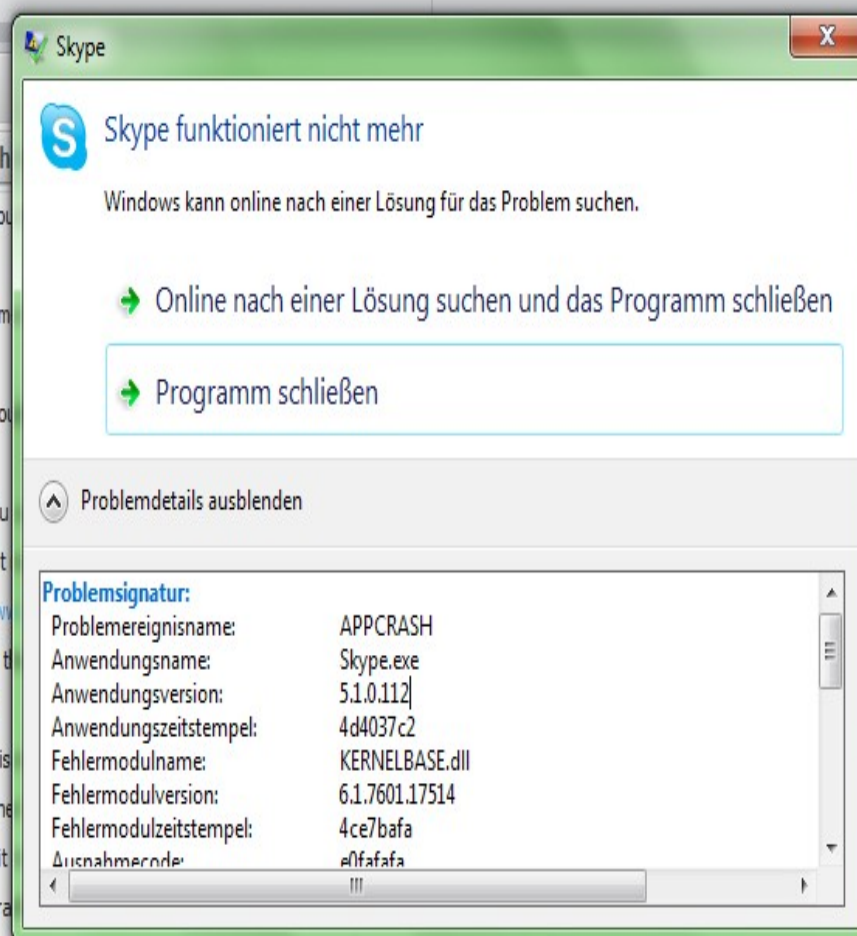 Skype
Skype funktioniert nicht mehr
Windows kann online nach einer Lösung für das Problem suchen.
Online nach einer Lösung suchen und das Programm schließen
Programm schließen
Problemdetails ausblenden
Problemsignatur:
Problemereignisname: APPCRASH
Anwendungsname: Skype.exe
Anwendungsversion: 5.1.0.112
Anwendungszeitstempel: 4d4037c2
Fehlermodulname: KERNELBASE.dll
Fehlermodulversion: 6.1.7601.17514
Fehlermodulzeitstempel: 4ce7bafa
Ausnahmecode: e0fafafa